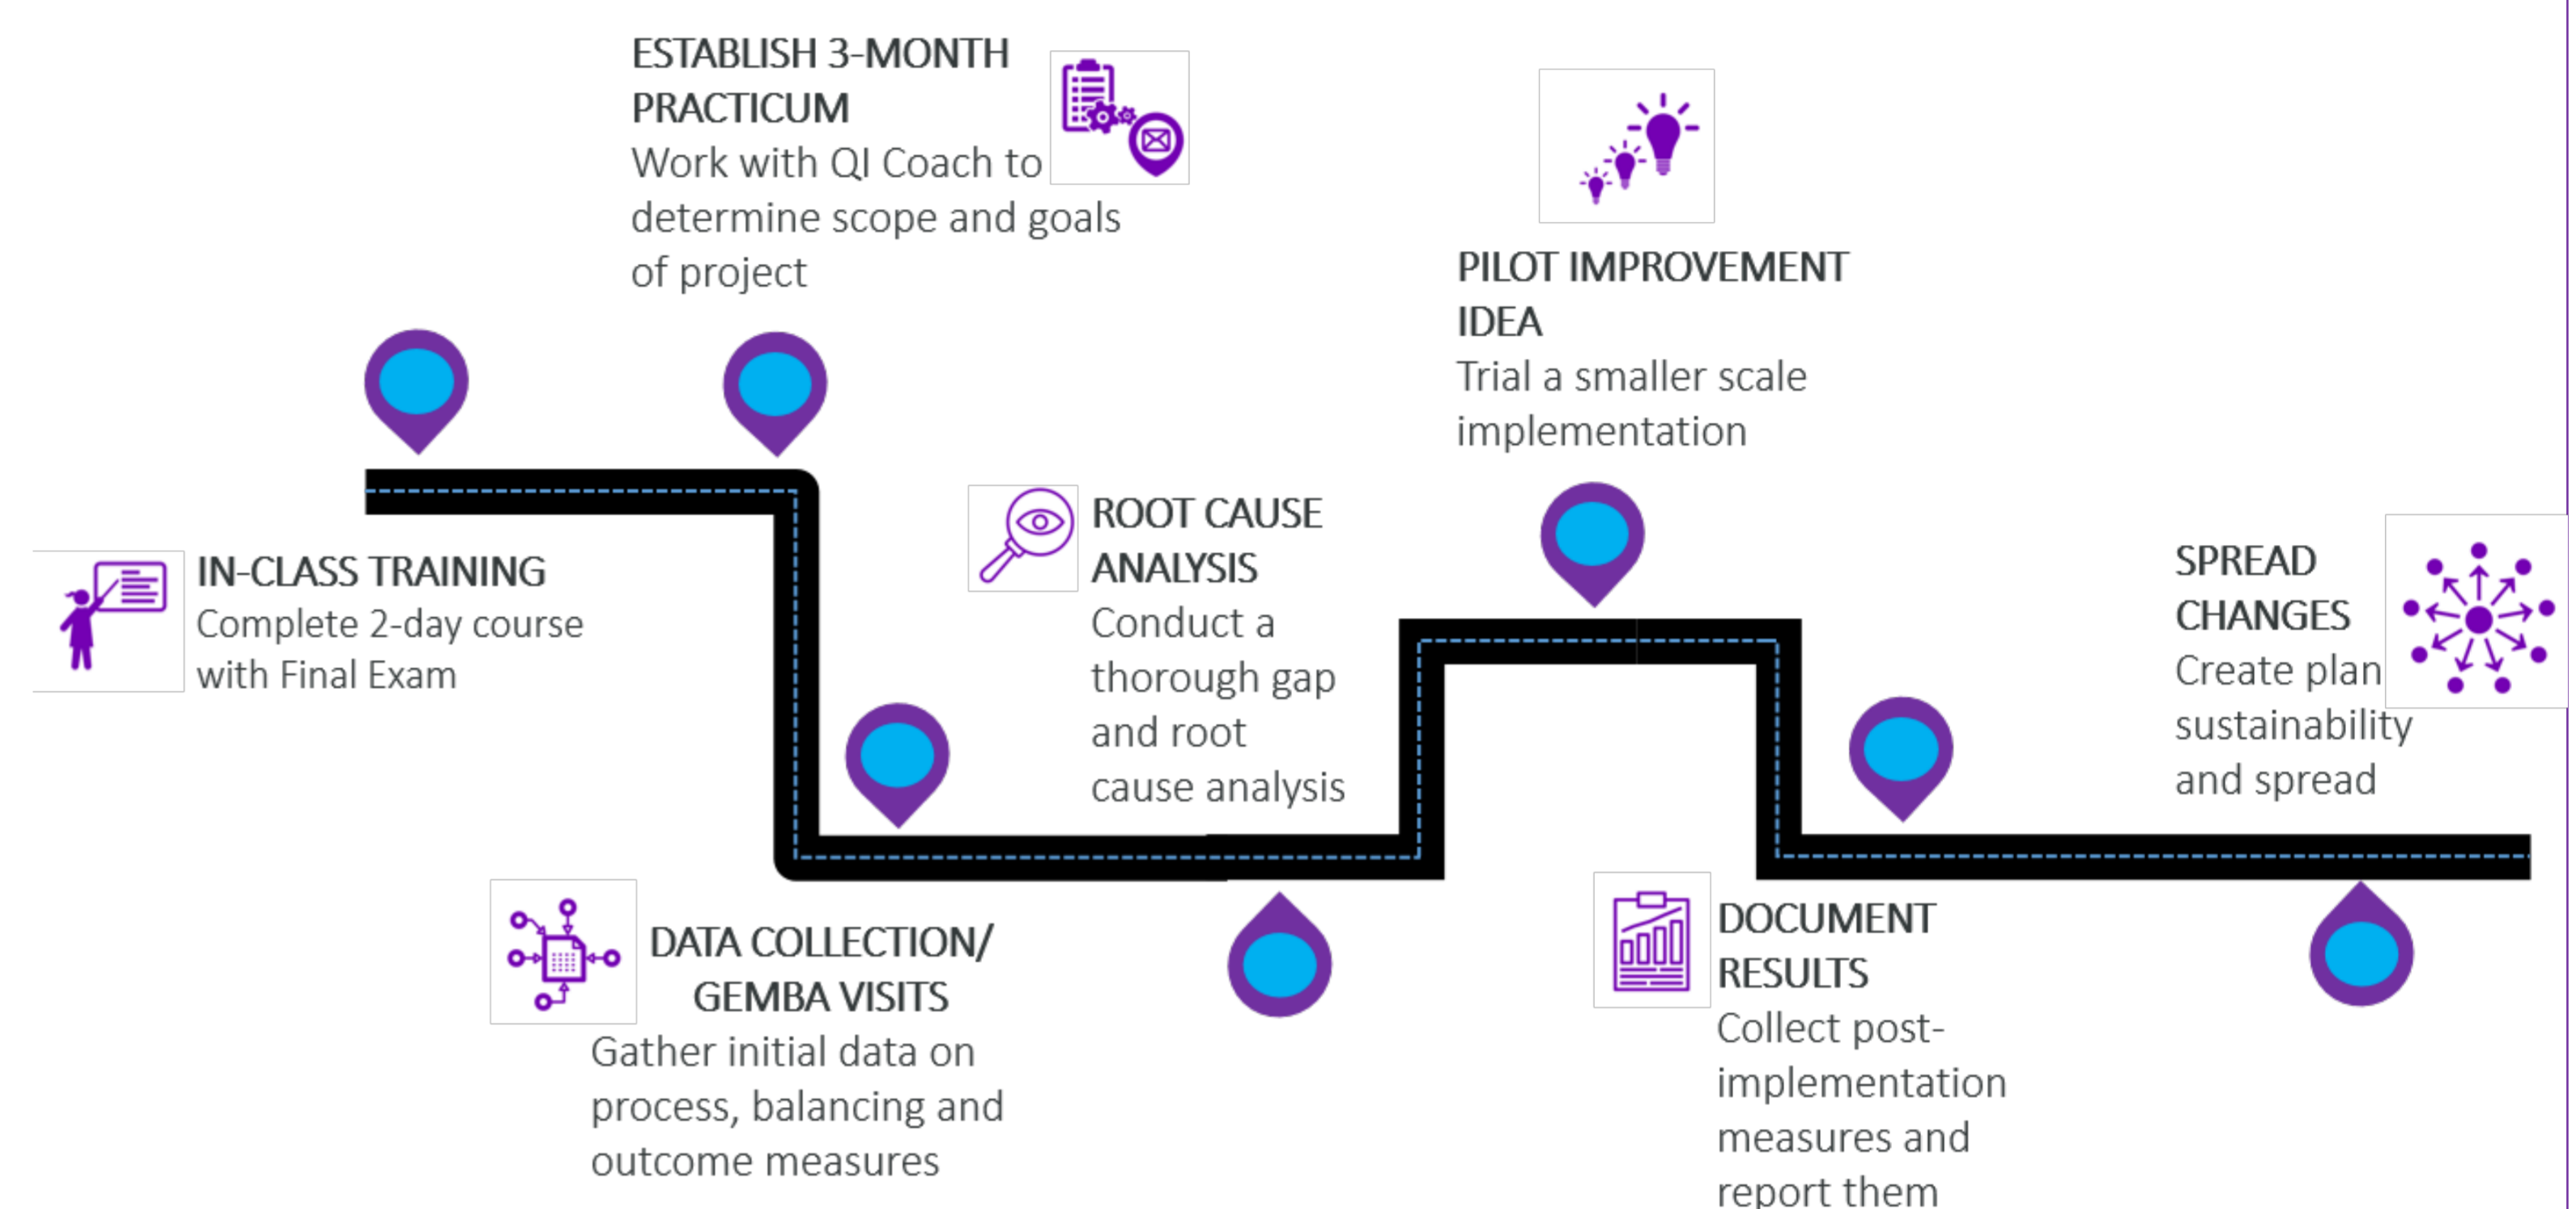 ESTABLISH 3-MONTH
PRACTICUM
Work with QI Coach to
determine scope and goals
of project
PILOT IMPROVEMENT
IDEA
Trial a smaller scale
implementation
IN-CLASS TRAINING
Complete 2-day course
with Final Exam
ROOT CAUSE
ANALYSIS
Conduct a
thorough gap
and root
cause analysis
SPREAD
CHANGES
Create plan
sustainability
and spread
DATA COLLECTION/
GEMBA VISITS
Gather initial data on
process, balancing and
outcome measures
DOCUMENT
RESULTS
Collect post-
implementation
measures and
report them